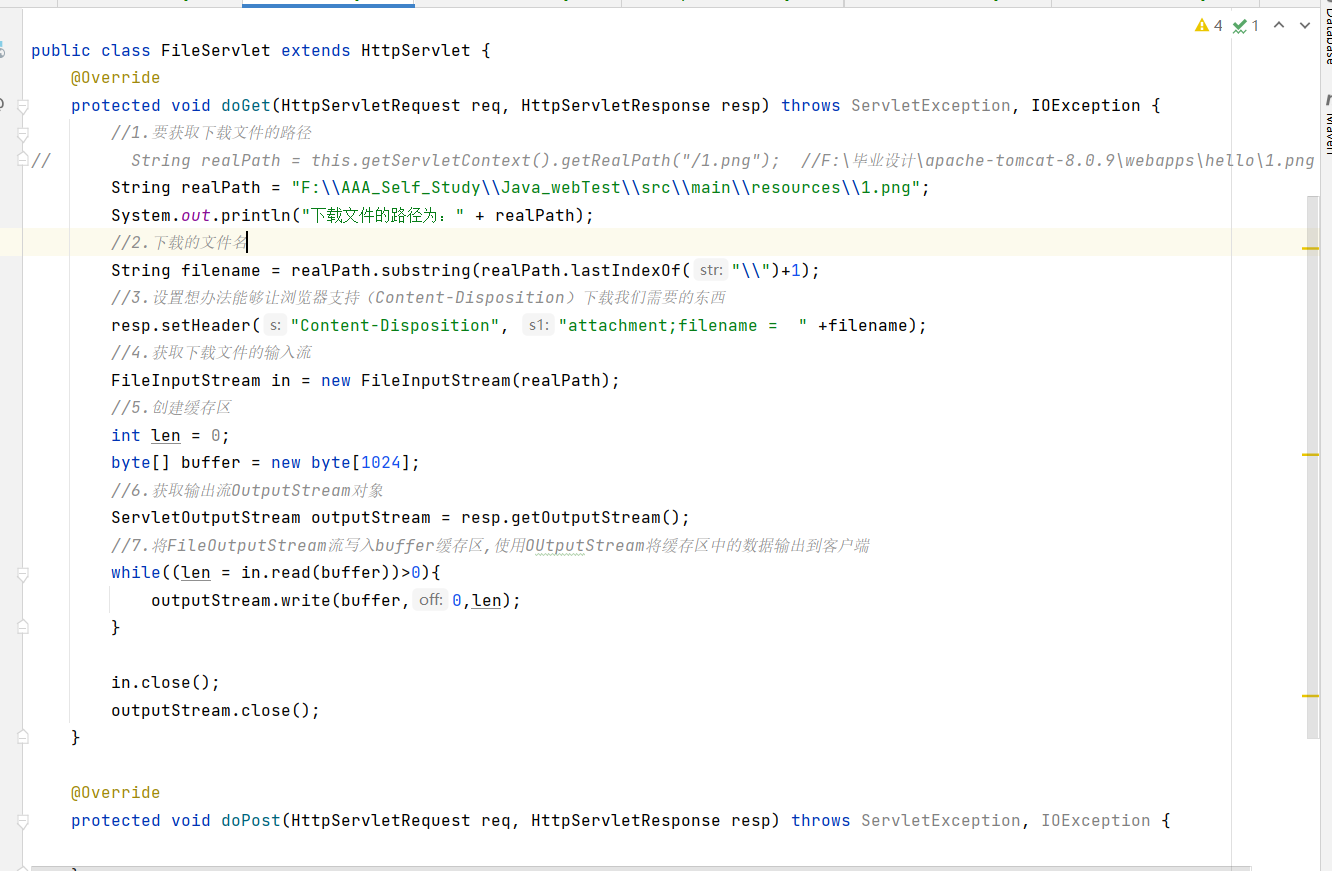 4 1
public class FileServlet extends HttpServlet {
@Override
protected void doGet(HttpServletRequest req, HttpServletResponse resp) throws ServletException, IOException {
//1.要获取下载文件的路径
// String realPath = this.getServletContext().getRealPath("/1.png"); //F:\毕业设计\apache-tomcat-8.0.9\webapps\hello\1.png
String realPath = "F:\\AAA_Self_Study\\Java_webTest\\src\\main\\resources\\1.png";
System.out.println("下载文件的路径为：" + realPath);
//2.下载的文件名
String filename = realPath.substring(realPath.lastIndexOf( str: "\\")+1);
//3.设置想办法能够让浏览器支持（Content-Disposition）下载我们需要的东西
resp.setHeader( s: "Content-Disposition", s1: "attachment;filename =  " +filename);
//4.获取下载文件的输入流
FileInputStream in = new FileInputStream(realPath);
//5.创建缓存区
int len = 0;
byte[] buffer = new byte[1024];
//6.获取输出流OutputStream对象
ServletOutputStream outputStream = resp.getOutputStream();
//7.将FileOutputStream流写入buffer缓存区,使用OUtputStream将缓存区中的数据输出到客户端
while((len = in.read(buffer))>0){
outputStream.write(buffer, off: 0,len);
}
in.close();
outputStream.close();
}
@Override
protected void doPost(HttpServletRequest req, HttpServletResponse resp) throws ServletException, IOException {
Database
Maven